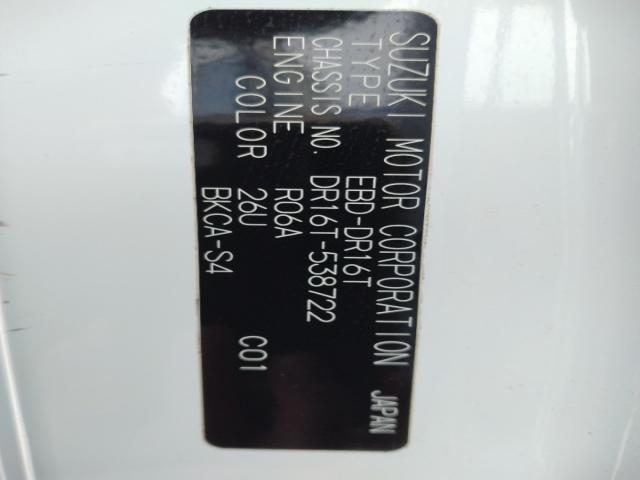 SUZUKI MOTOR CORPORATION JAPAN
TYPE EBD-DR16T
CHASSIS NO. DR16T-538722
ENGINE R06A
COLOR 26U C01
BKCA-S4